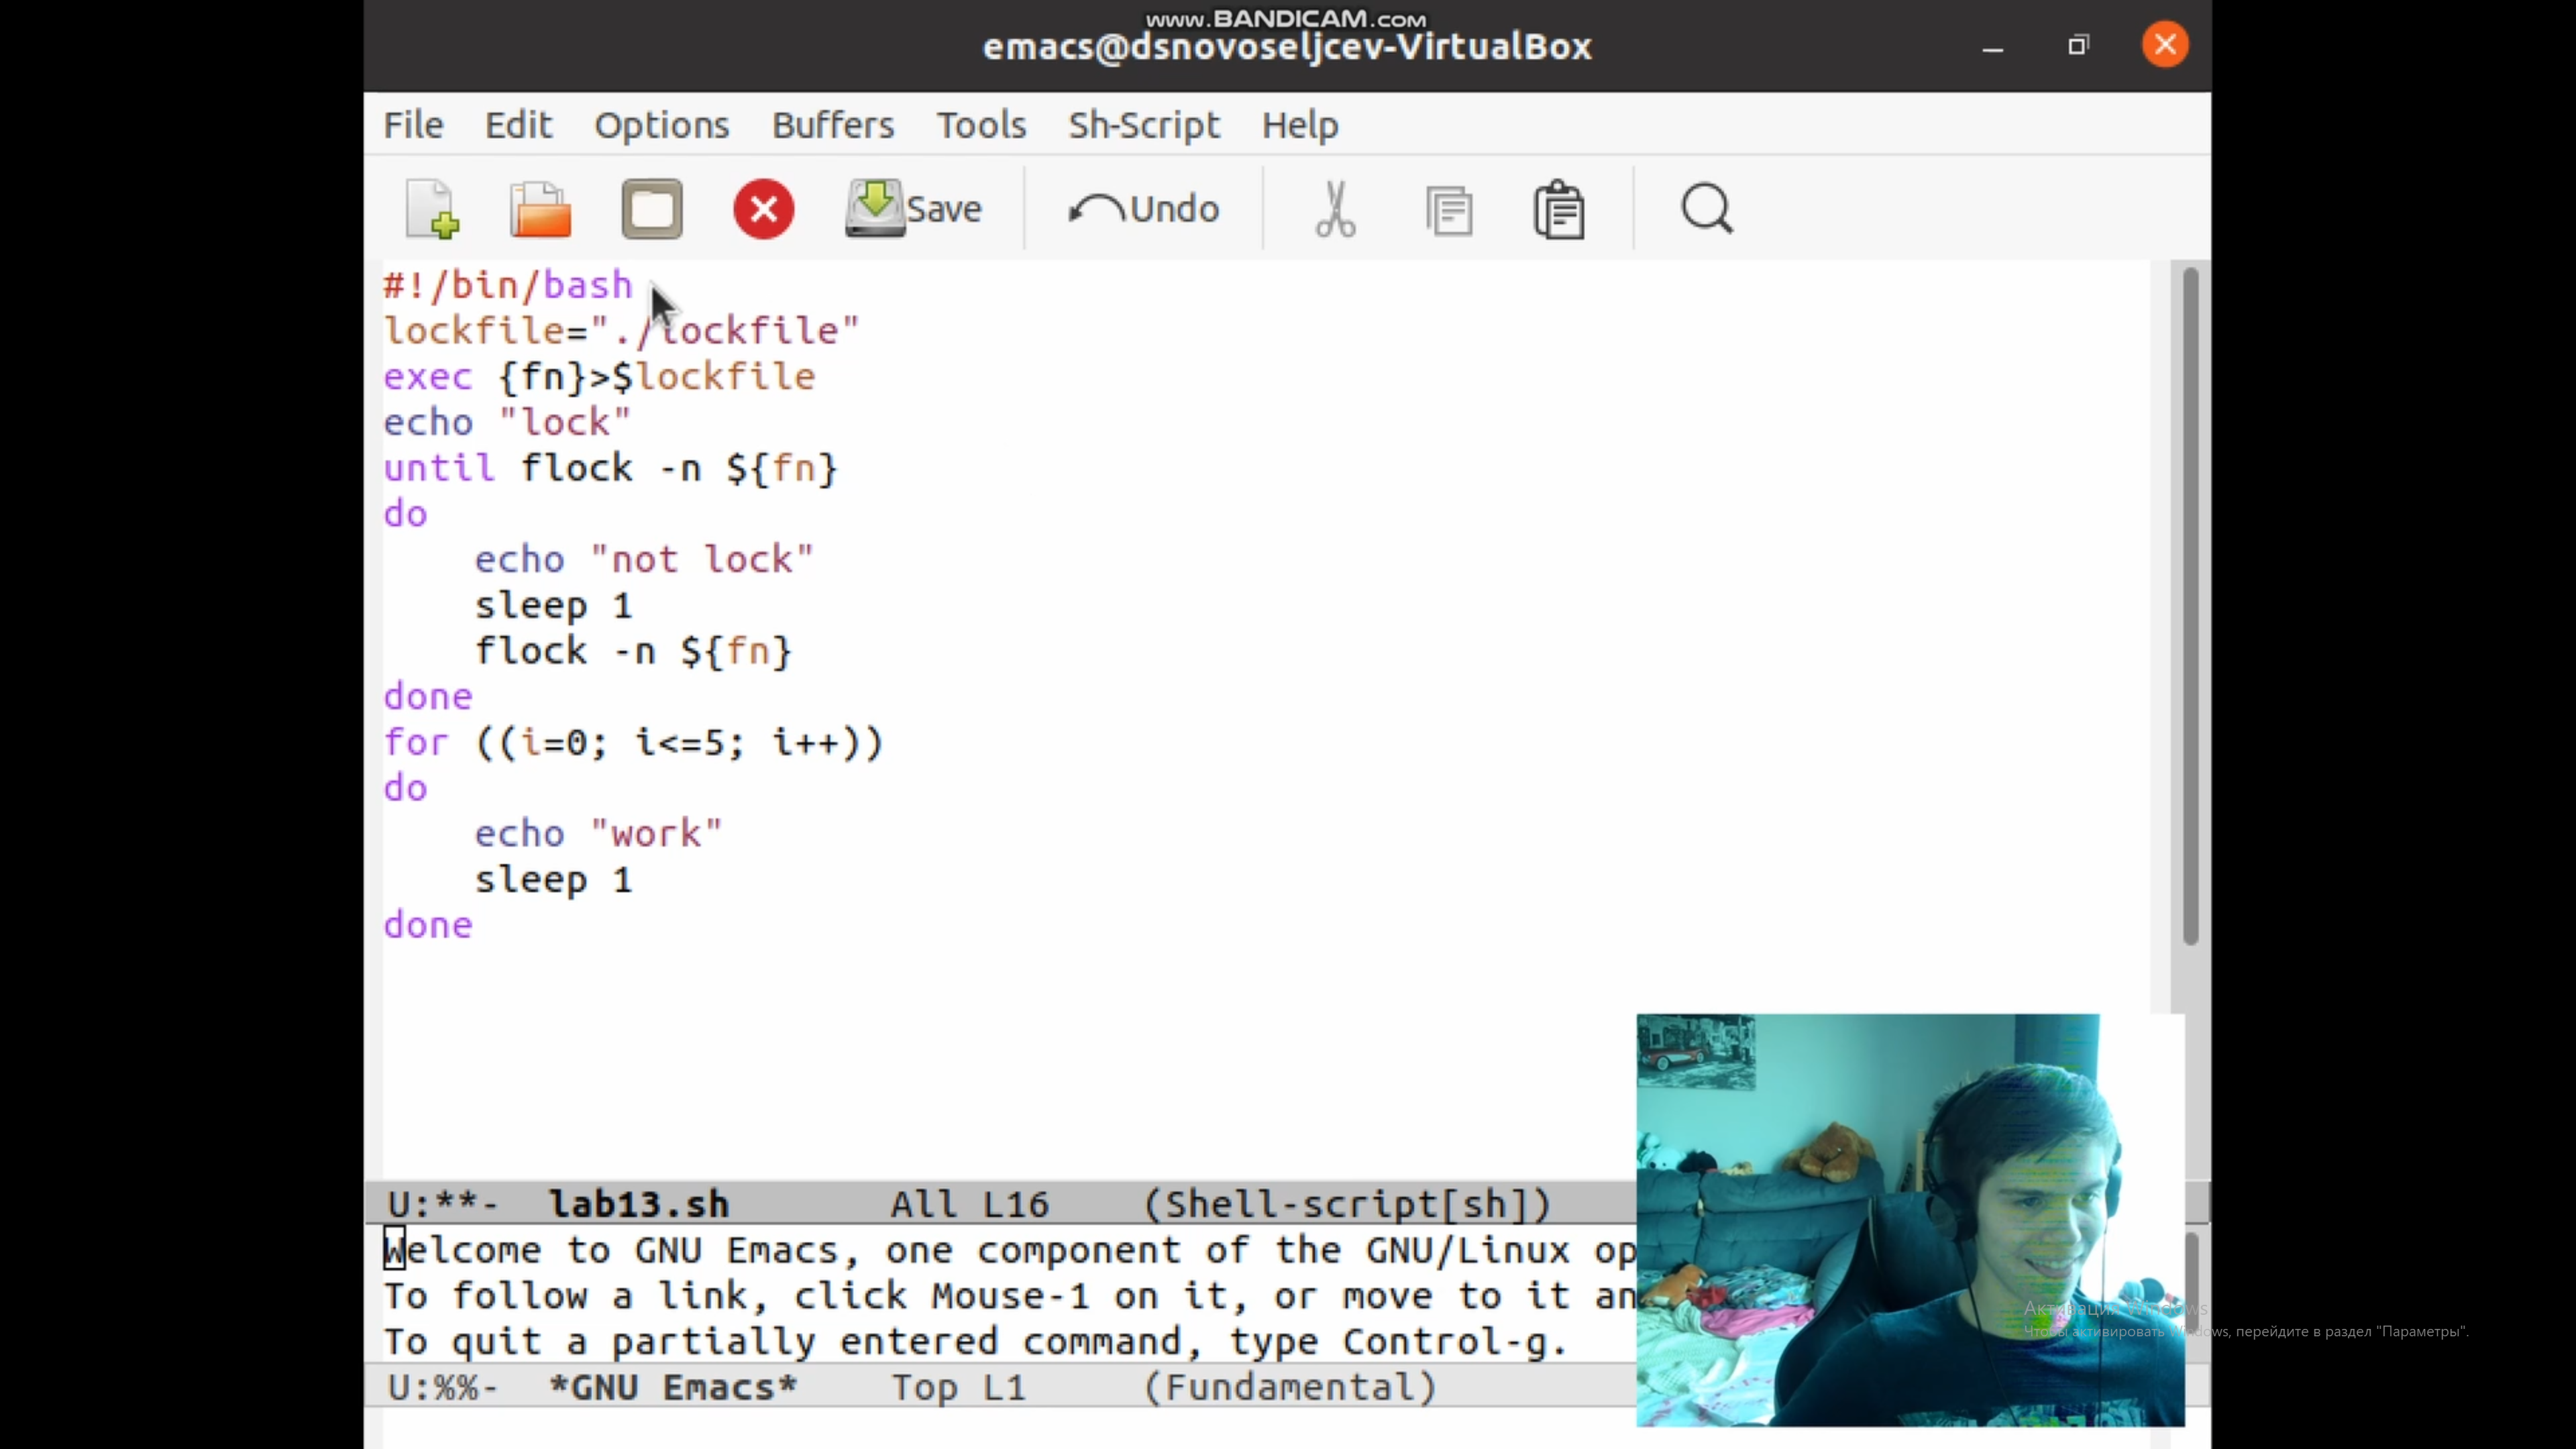 www.BANDICAM.com
emacs@dsnovoseljcev-VirtualBox
File Edit Options Buffers Tools Sh-Script Help
Save Undo
#!/bin/bash
lockfile="./lockfile"
exec {fn}>$lockfile
echo "lock"
until flock -n ${fn}
do
    echo "not lock"
    sleep 1
    flock -n ${fn}
done
for ((i=0; i<=5; i++))
do
    echo "work"
    sleep 1
done
U:**-  lab13.sh       All L16    (Shell-script[sh])
Welcome to GNU Emacs, one component of the GNU/Linux op
To follow a link, click Mouse-1 on it, or move to it an
To quit a partially entered command, type Control-g.
U:%%-  *GNU Emacs*    Top L1     (Fundamental)
Активация Windows
Чтобы активировать Windows, перейдите в раздел "Параметры".